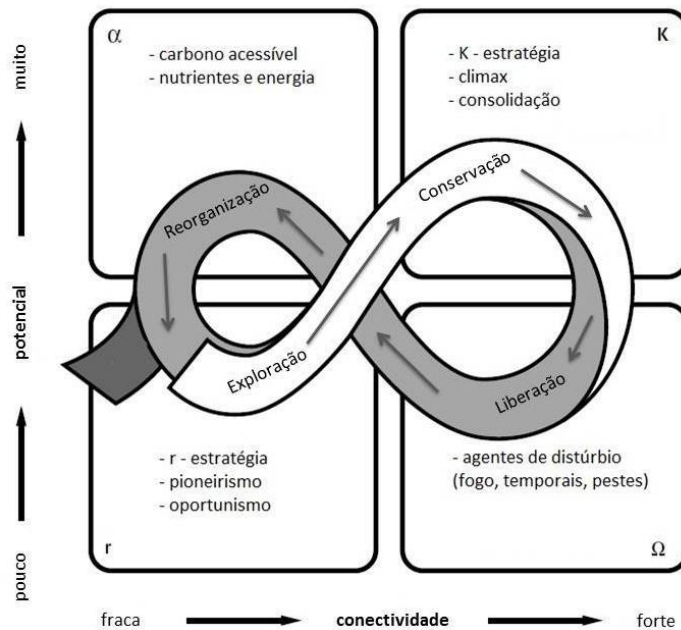 α
- carbono acessível
- nutrientes e energia
K
- K - estratégia
- climax
- consolidação
Reorganização
Conservação
Exploração
Liberação
- r - estratégia
- pioneirismo
- oportunismo
r
- agentes de distúrbio
(fogo, temporais, pestes)
Ω
muito
potencial
pouco
fraca
conectividade
forte